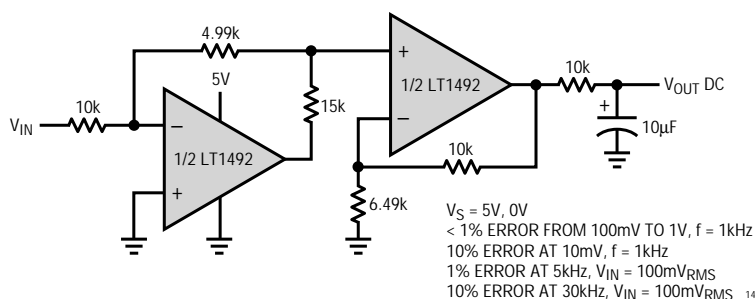 4.99k
5V
+
10k
10k
V_OUT DC
V_IN
−
1/2 LT1492
15k
1/2 LT1492
−
+
10µF
+
10k
6.49k
V_S = 5V, 0V
< 1% ERROR FROM 100mV TO 1V, f = 1kHz
10% ERROR AT 10mV, f = 1kHz
1% ERROR AT 5kHz, V_IN = 100mV_RMS
10% ERROR AT 30kHz, V_IN = 100mV_RMS